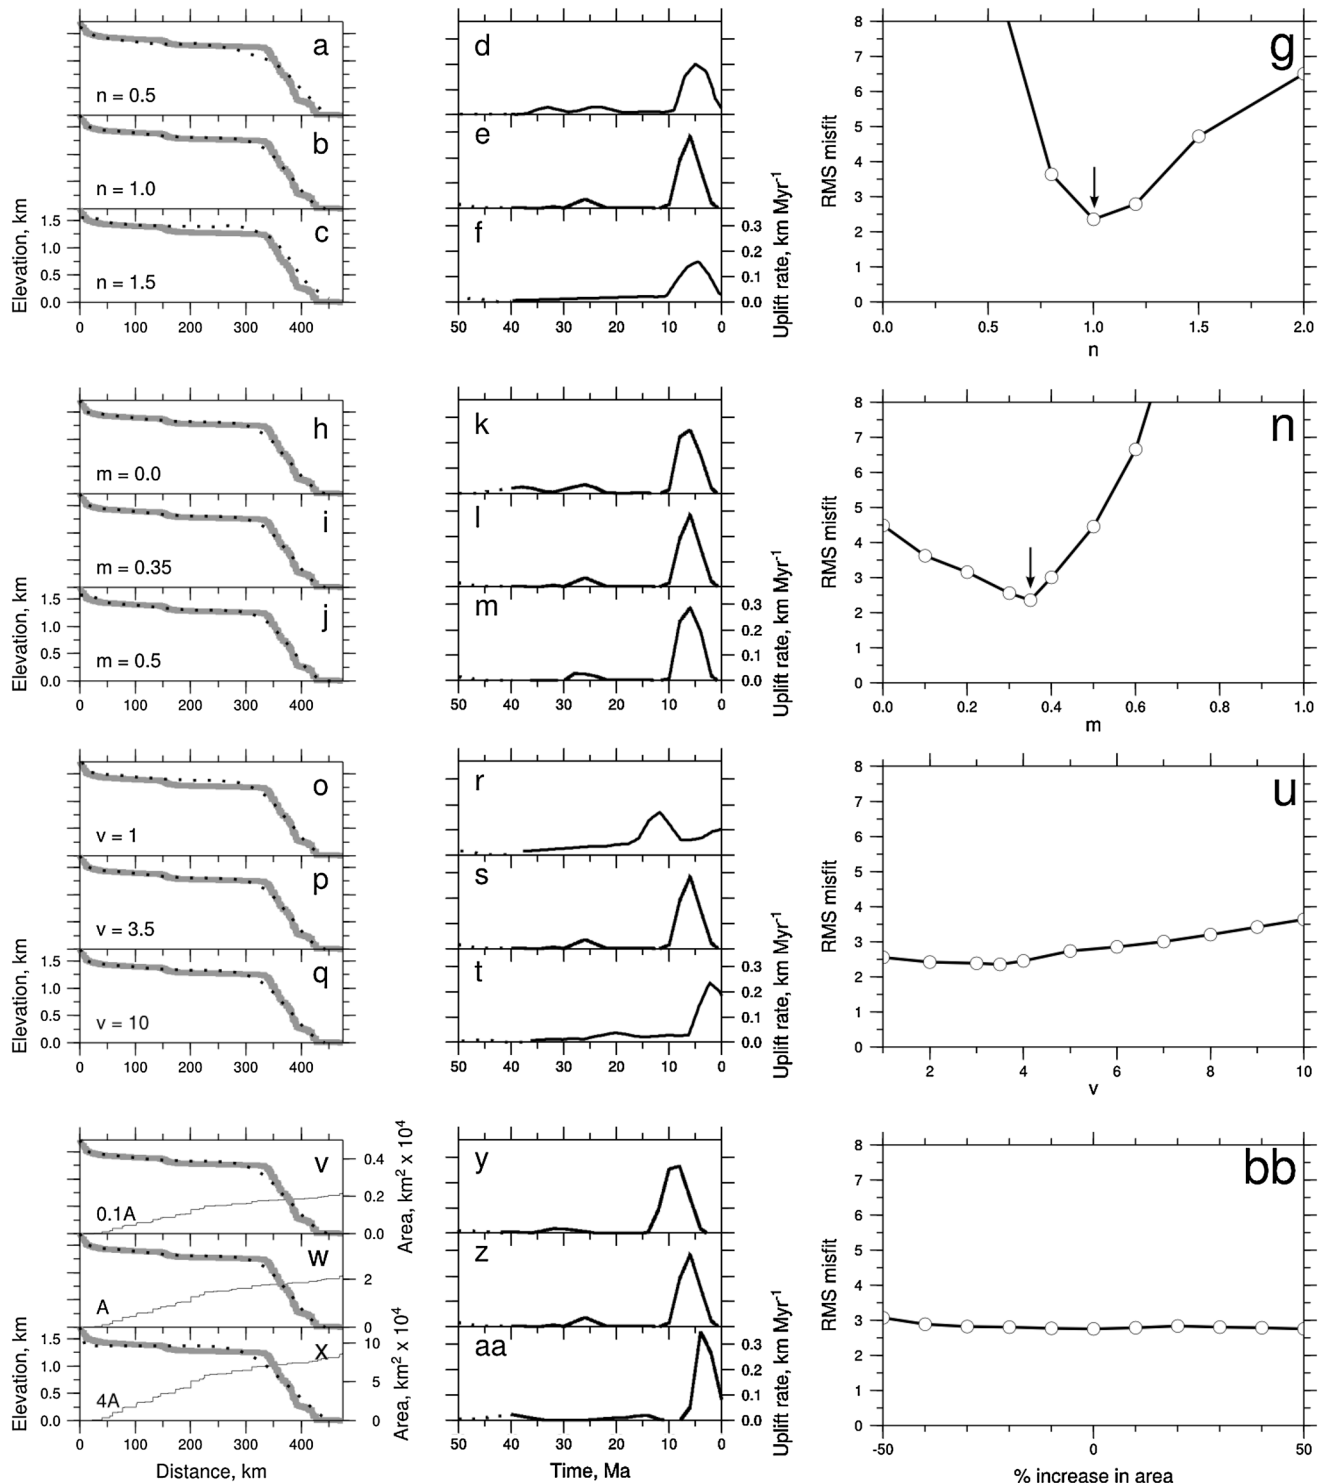 a
n = 0.5
b
n = 1.0
c
n = 1.5
Elevation, km
1.5
1.0
0.5
0.0
0 100 200 300 400
d
e
f
0.3
0.2
0.1
0.0
Uplift rate, km Myr⁻¹
50 40 30 20 10 0
g
RMS misfit
8
7
6
5
4
3
2
1
0
0.0 0.5 1.0 1.5 2.0
n
h
m = 0.0
i
m = 0.35
j
m = 0.5
Elevation, km
1.5
1.0
0.5
0.0
0 100 200 300 400
k
l
m
0.3
0.2
0.1
0.0
Uplift rate, km Myr⁻¹
50 40 30 20 10 0
n
RMS misfit
8
7
6
5
4
3
2
1
0
0.0 0.2 0.4 0.6 0.8 1.0
m
o
v = 1
p
v = 3.5
q
v = 10
Elevation, km
1.5
1.0
0.5
0.0
0 100 200 300 400
r
s
t
0.3
0.2
0.1
0.0
Uplift rate, km Myr⁻¹
50 40 30 20 10 0
u
RMS misfit
8
7
6
5
4
3
2
1
0
2 4 6 8 10
v
v
0.1A
0.4
0.2
0.0
Area, km² x 10⁴
w
A
2
0
x
4A
10
5
0
Area, km² x 10⁴
Elevation, km
1.5
1.0
0.5
0.0
0 100 200 300 400
Distance, km
y
z
aa
0.3
0.2
0.1
0.0
Uplift rate, km Myr⁻¹
50 40 30 20 10 0
Time, Ma
bb
RMS misfit
8
7
6
5
4
3
2
1
0
-50 0 50
% increase in area